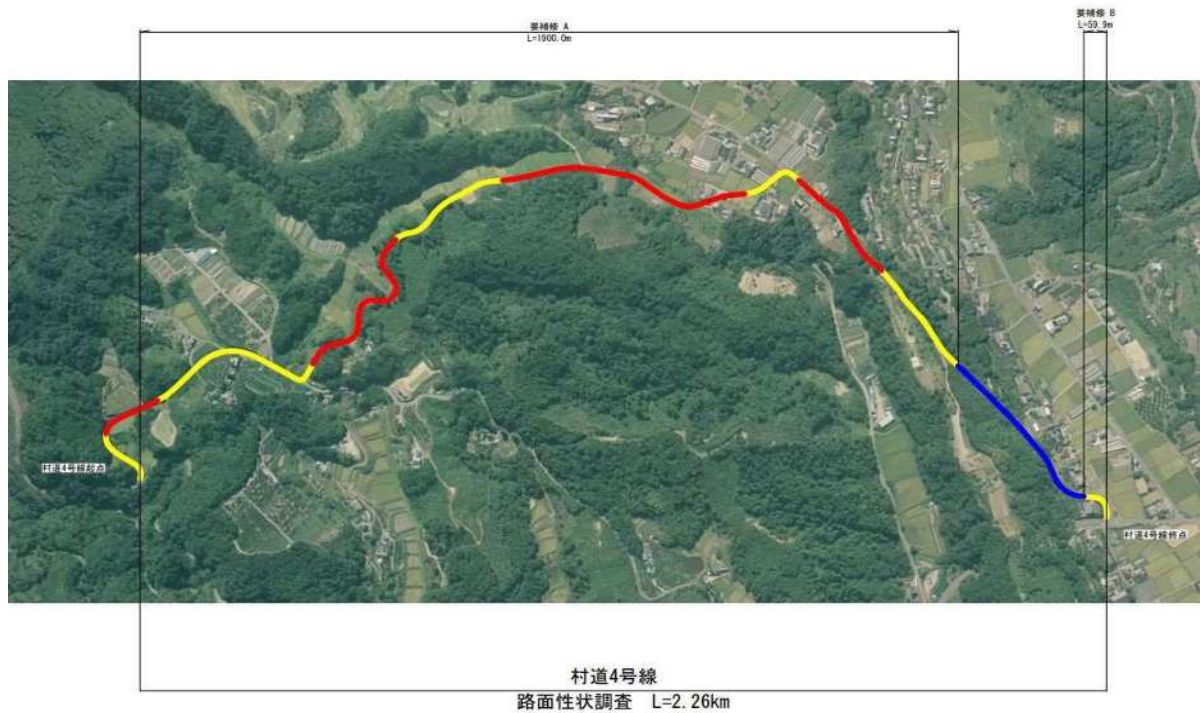 要補修 A
L=1900.0m
要補修 B
L=59.9m
村道4号線起点
村道4号線終点
村道4号線
路面性状調査 L=2.26km